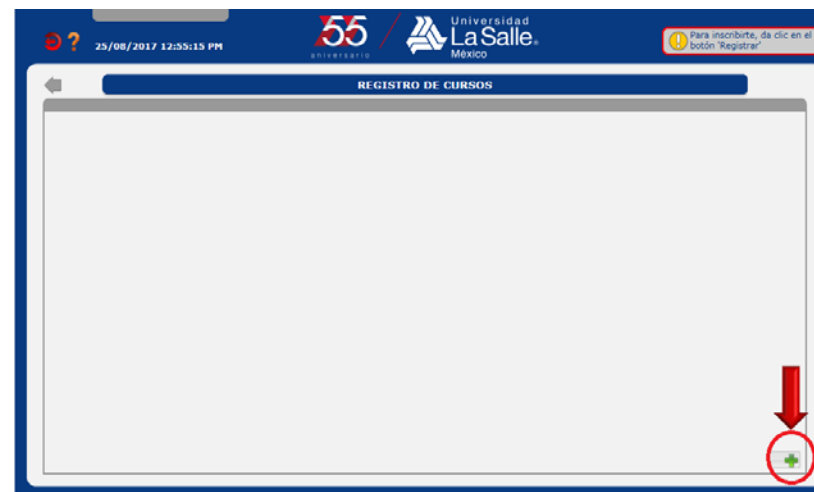 25/08/2017 12:55:15 PM
55
aniversario
Universidad
La Salle®
México
Para inscribirte, da clic en el
botón 'Registrar'
REGISTRO DE CURSOS